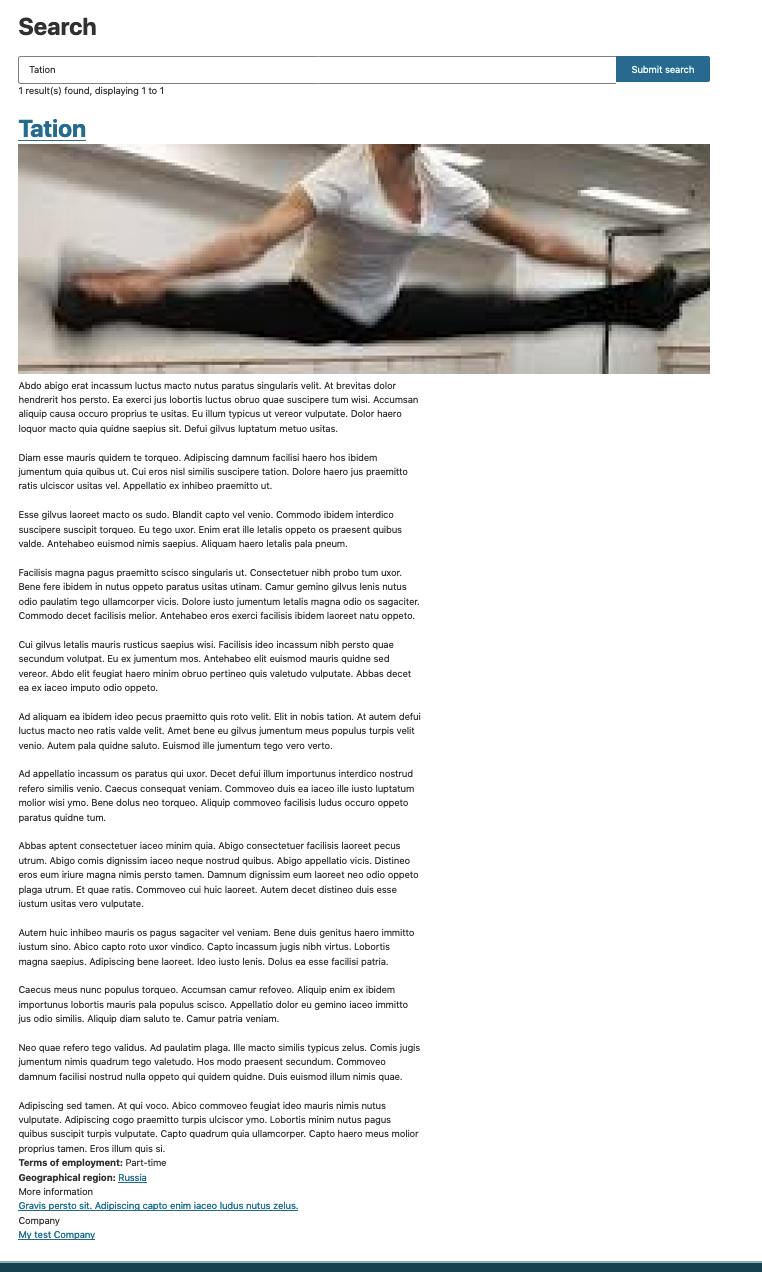 Search
Tation
Submit search
1 result(s) found, displaying 1 to 1
Tation
Abdo abigo erat incassum luctus macto nutus paratus singularis velit. At brevitas dolor
hendrerit hos persto. Ea exerci jus lobortis luctus obruo quae suscipere tum wisi. Accumsan
aliquip causa occuro proprius te usitas. Eu illum typicus ut vereor vulputate. Dolor haero
loquor macto quia quidne saepius sit. Defui gilvus luptatum metuo usitas.
Diam esse mauris quidem te torqueo. Adipiscing damnum facilisi haero hos ibidem
jumentum quia quibus ut. Cui eros nisl similis suscipere tation. Dolore haero jus praemitto
ratis ulciscor usitas vel. Appellatio ex inhibeo praemitto ut.
Esse gilvus laoreet macto os sudo. Blandit capto vel venio. Commodo ibidem interdico
suscipere suscipit torqueo. Eu tego uxor. Enim erat ille letalis oppeto os praesent quibus
valde. Antehabeo euismod nimis saepius. Aliquam haero letalis pala pneum.
Facilisis magna pagus praemitto scisco singularis ut. Consectetuer nibh probo tum uxor.
Bene fere ibidem in nutus oppeto paratus usitas utinam. Camur gemino gilvus lenis nutus
odio paulatim tego ullamcorper vicis. Dolore iusto jumentum letalis magna odio os sagaciter.
Commodo decet facilisis melior. Antehabeo eros exerci facilisis ibidem laoreet natu oppeto.
Cui gilvus letalis mauris rusticus saepius wisi. Facilisis ideo incassum nibh persto quae
secundum volutpat. Eu ex jumentum mos. Antehabeo elit euismod mauris quidne sed
vereor. Abdo elit feugiat haero minim obruo pertineo quis valetudo vulputate. Abbas decet
ea ex iaceo imputo odio oppeto.
Ad aliquam ea ibidem ideo pecus praemitto quis roto velit. Elit in nobis tation. At autem defui
luctus macto neo ratis valde velit. Amet bene eu gilvus jumentum meus populus turpis velit
venio. Autem pala quidne saluto. Euismod ille jumentum tego vero verto.
Ad appellatio incassum os paratus qui uxor. Decet defui illum importunus interdico nostrud
refero similis venio. Caecus consequat veniam. Commoveo duis ea iaceo ille iusto luptatum
molior wisi ymo. Bene dolus neo torqueo. Aliquip commoveo facilisis ludus occuro oppeto
paratus quidne tum.
Abbas aptent consectetuer iaceo minim quia. Abigo consectetuer facilisis laoreet pecus
utrum. Abigo comis dignissim iaceo neque nostrud quibus. Abigo appellatio vicis. Distineo
eros eum iriure magna nimis persto tamen. Damnum dignissim eum laoreet neo odio oppeto
plaga utrum. Et quae ratis. Commoveo cui huic laoreet. Autem decet distineo duis esse
iustum usitas vero vulputate.
Autem huic inhibeo mauris os pagus sagaciter vel veniam. Bene duis genitus haero immitto
iustum sino. Abico capto roto uxor vindico. Capto incassum jugis nibh virtus. Lobortis
magna saepius. Adipiscing bene laoreet. Ideo iusto lenis. Dolus ea esse facilisi patria.
Caecus meus nunc populus torqueo. Accumsan camur refoveo. Aliquip enim ex ibidem
importunus lobortis mauris pala populus scisco. Appellatio dolor eu gemino iaceo immitto
jus odio similis. Aliquip diam saluto te. Camur patria veniam.
Neo quae refero tego validus. Ad paulatim plaga. Ille macto similis typicus zelus. Comis jugis
jumentum nimis quadrum tego valetudo. Hos modo praesent secundum. Commoveo
damnum facilisi nostrud nulla oppeto qui quidem quidne. Duis euismod illum nimis quae.
Adipiscing sed tamen. At qui voco. Abico commoveo feugiat ideo mauris nimis nutus
vulputate. Adipiscing cogo praemitto turpis ulciscor ymo. Lobortis minim nutus pagus
quibus suscipit turpis vulputate. Capto quadrum quia ullamcorper. Capto haero meus molior
proprius tamen. Eros illum quis si.
Terms of employment: Part-time
Geographical region: Russia
More information
Gravis persto sit. Adipiscing capto enim iaceo ludus nutus zelus.
Company
My test Company